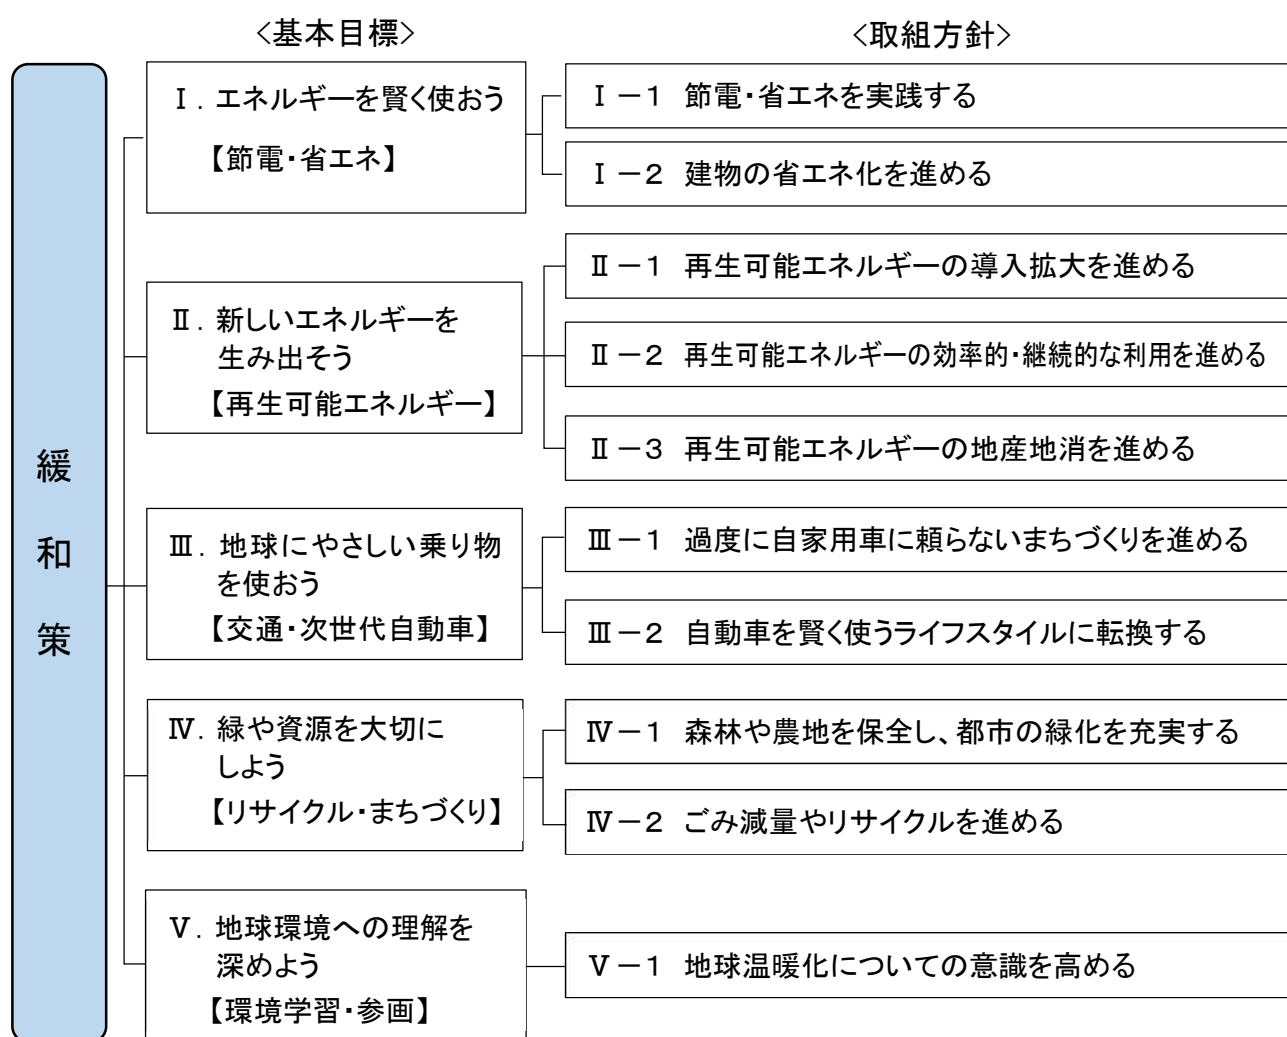 <基本目標>
<取組方針>
緩和策
Ⅰ. エネルギーを賢く使おう
【節電・省エネ】
Ⅰ－1 節電・省エネを実践する
Ⅰ－2 建物の省エネ化を進める
Ⅱ. 新しいエネルギーを
生み出そう
【再生可能エネルギー】
Ⅱ－1 再生可能エネルギーの導入拡大を進める
Ⅱ－2 再生可能エネルギーの効率的・継続的な利用を進める
Ⅱ－3 再生可能エネルギーの地産地消を進める
Ⅲ. 地球にやさしい乗り物
を使おう
【交通・次世代自動車】
Ⅲ－1 過度に自家用車に頼らないまちづくりを進める
Ⅲ－2 自動車を賢く使うライフスタイルに転換する
Ⅳ. 緑や資源を大切に
しよう
【リサイクル・まちづくり】
Ⅳ－1 森林や農地を保全し、都市の緑化を充実する
Ⅳ－2 ごみ減量やリサイクルを進める
Ⅴ. 地球環境への理解を
深めよう
【環境学習・参画】
Ⅴ－1 地球温暖化についての意識を高める